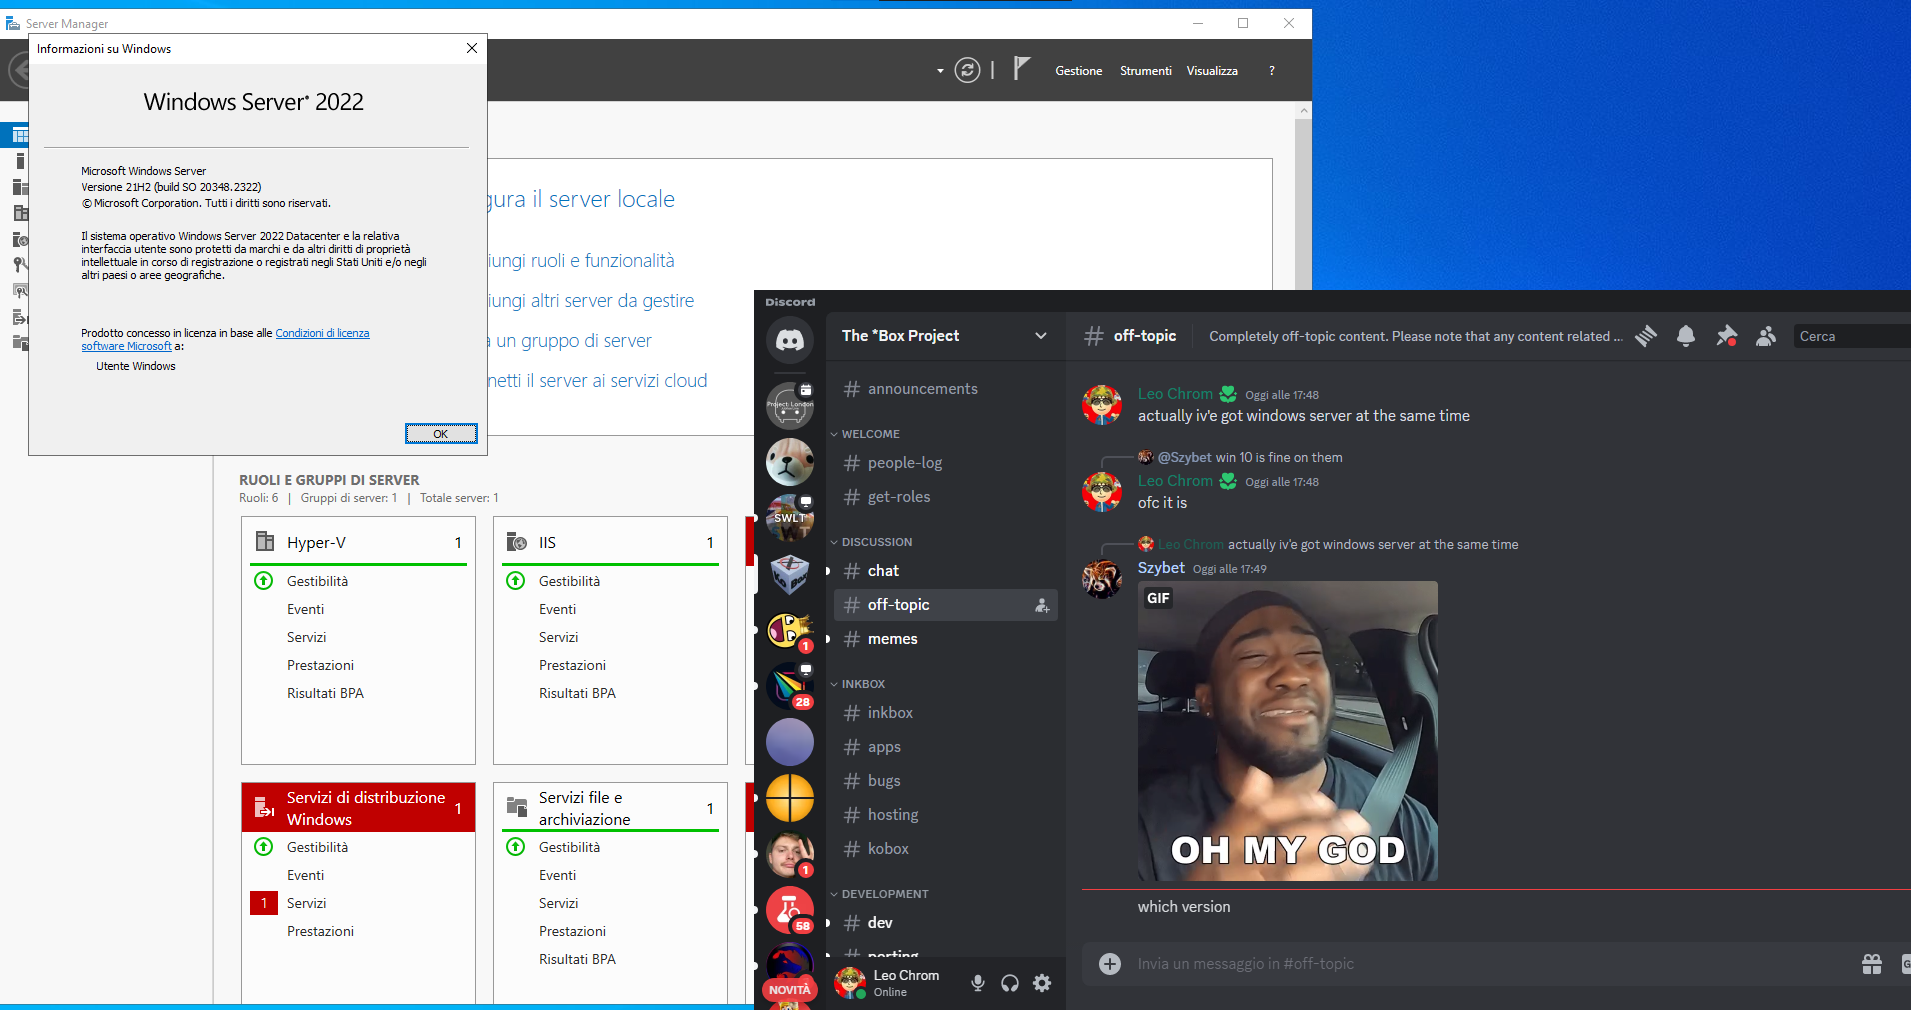 Server Manager
Informazioni su Windows
Windows Server® 2022
Microsoft Windows Server
Versione 21H2 (build SO 20348.2322)
© Microsoft Corporation. Tutti i diritti sono riservati.
Il sistema operativo Windows Server 2022 Datacenter e la relativa
interfaccia utente sono protetti da marchi e da altri diritti di proprietà
intellettuale in corso di registrazione o registrati negli Stati Uniti e/o negli
altri paesi o aree geografiche.
Prodotto concesso in licenza in base alle Condizioni di licenza
software Microsoft a:
Utente Windows
OK
Gestione Strumenti Visualizza ?
gura il server locale
iungi ruoli e funzionalità
iungi altri server da gestire
a un gruppo di server
netti il server ai servizi cloud
RUOLI E GRUPPI DI SERVER
Ruoli: 6 | Gruppi di server: 1 | Totale server: 1
Hyper-V 1
Gestibilità
Eventi
Servizi
Prestazioni
Risultati BPA
IIS 1
Gestibilità
Eventi
Servizi
Prestazioni
Risultati BPA
Servizi di distribuzione
Windows 1
Gestibilità
Eventi
1 Servizi
Prestazioni
Servizi file e
archiviazione 1
Gestibilità
Eventi
Servizi
Prestazioni
Risultati BPA
Discord
Project: London
SWLT
1
28
1
58
NOVITÀ
The *Box Project
# announcements
WELCOME
# people-log
# get-roles
DISCUSSION
# chat
# off-topic
# memes
INKBOX
# inkbox
# apps
# bugs
# hosting
# kobox
DEVELOPMENT
# dev
# porting
Leo Chrom
Online
# off-topic Completely off-topic content. Please note that any content related ... Cerca
Leo Chrom Oggi alle 17:48
actually iv'e got windows server at the same time
@Szybet win 10 is fine on them
Leo Chrom Oggi alle 17:48
ofc it is
Leo Chrom actually iv'e got windows server at the same time
Szybet Oggi alle 17:49
GIF
OH MY GOD
which version
Invia un messaggio in #off-topic